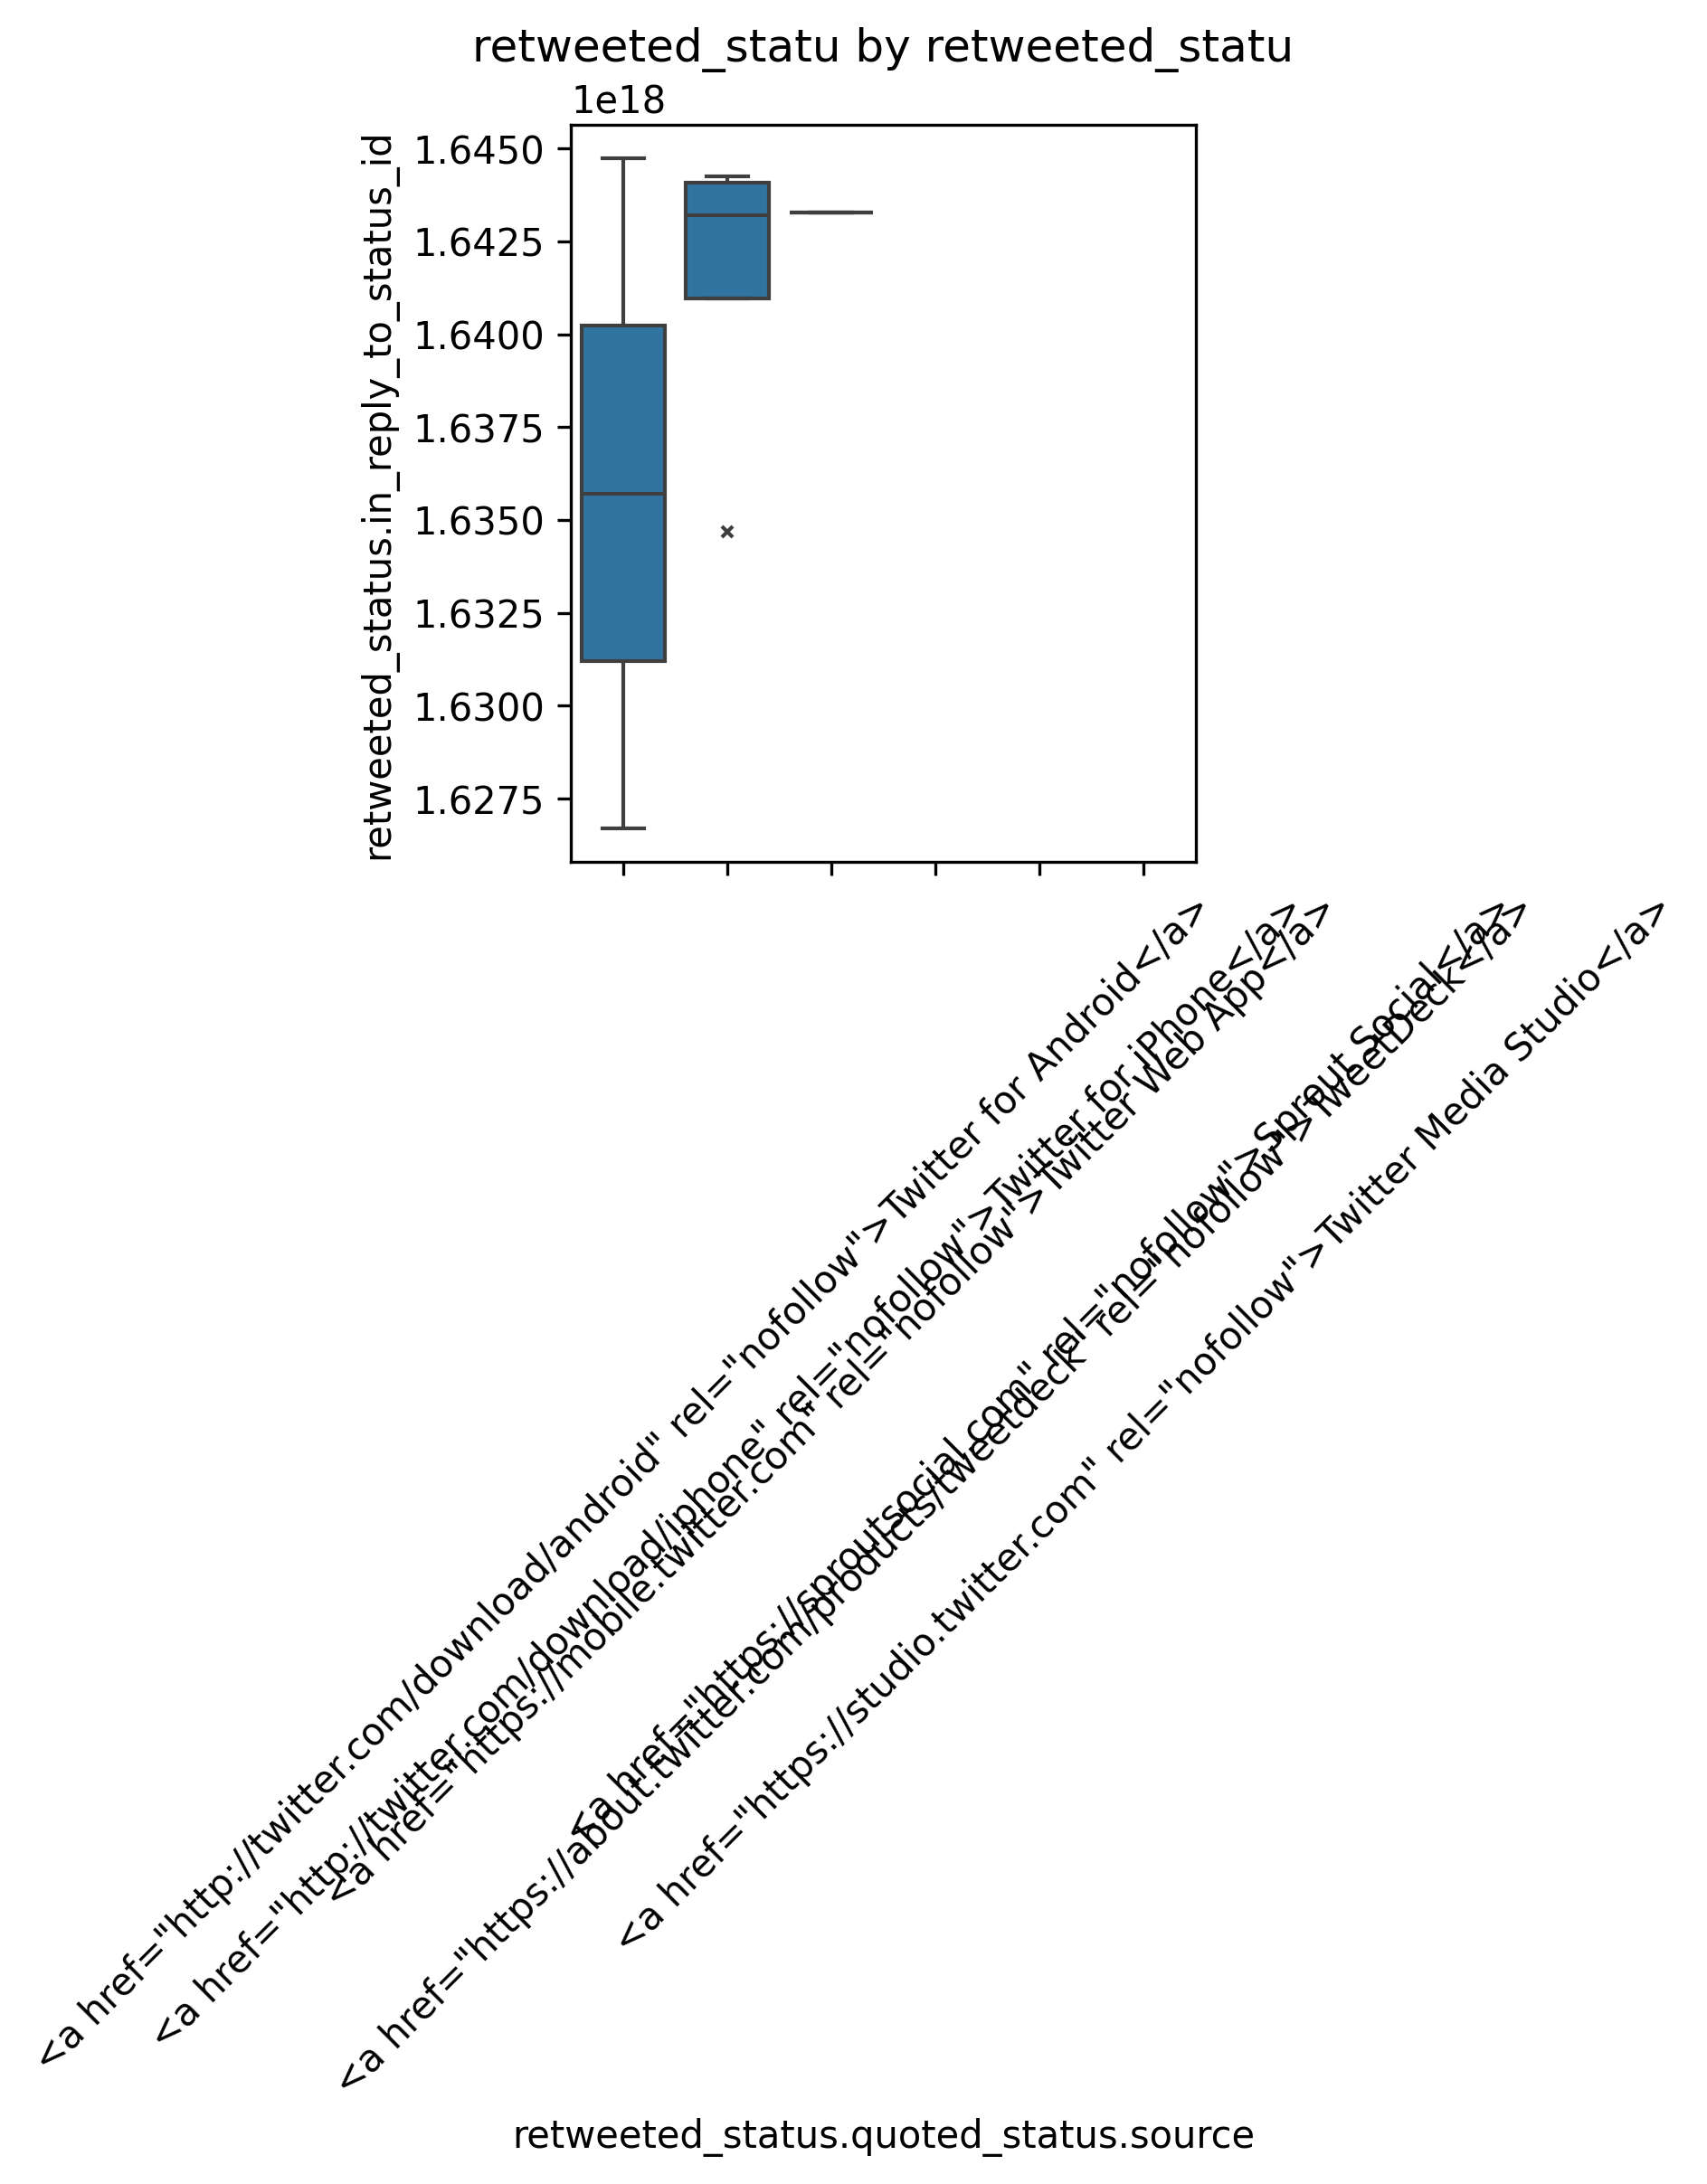 retweeted_statu by retweeted_statu
1e18
retweeted_status.in_reply_to_status_id
1.6450
1.6425
1.6400
1.6375
1.6350
1.6325
1.6300
1.6275
<a href="http://twitter.com/download/android" rel="nofollow">Twitter for Android</a>
<a href="http://twitter.com/download/iphone" rel="nofollow">Twitter for iPhone</a>
<a href="https://mobile.twitter.com" rel="nofollow">Twitter Web App</a>
<a href="https://about.twitter.com/products/tweetdeck" rel="nofollow">TweetDeck</a>
<a href="https://sproutsocial.com" rel="nofollow">Sprout Social</a>
<a href="https://studio.twitter.com" rel="nofollow">Twitter Media Studio</a>
retweeted_status.quoted_status.source